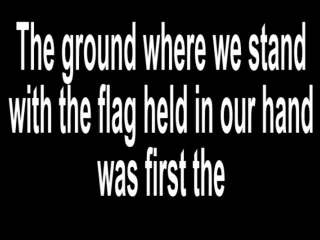 The ground where we stand
with the flag held in our hand
was first the